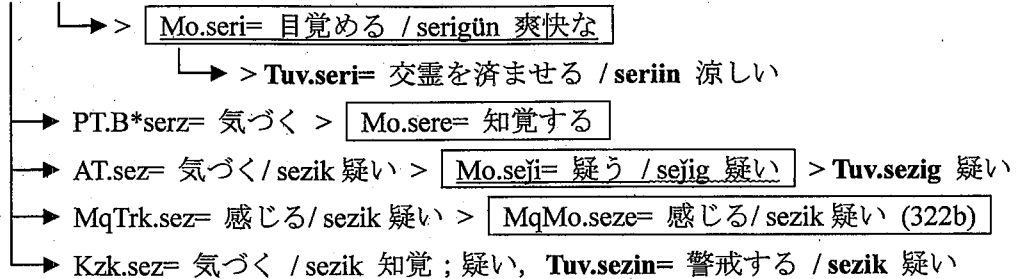 > Mo.seri= 目覚める / serigün 爽快な
> Tuv.seri= 交霊を済ませる / seriin 涼しい
PT.B*serz= 気づく > Mo.sere= 知覚する
AT.sez= 気づく/ sezik 疑い > Mo.seǰi= 疑う / seǰig 疑い > Tuv.sezig 疑い
MqTrk.sez= 感じる/ sezik 疑い > MqMo.seze= 感じる/ sezik 疑い (322b)
Kzk.sez= 気づく / sezik 知覚 ; 疑い, Tuv.sezin= 警戒する / sezik 疑い